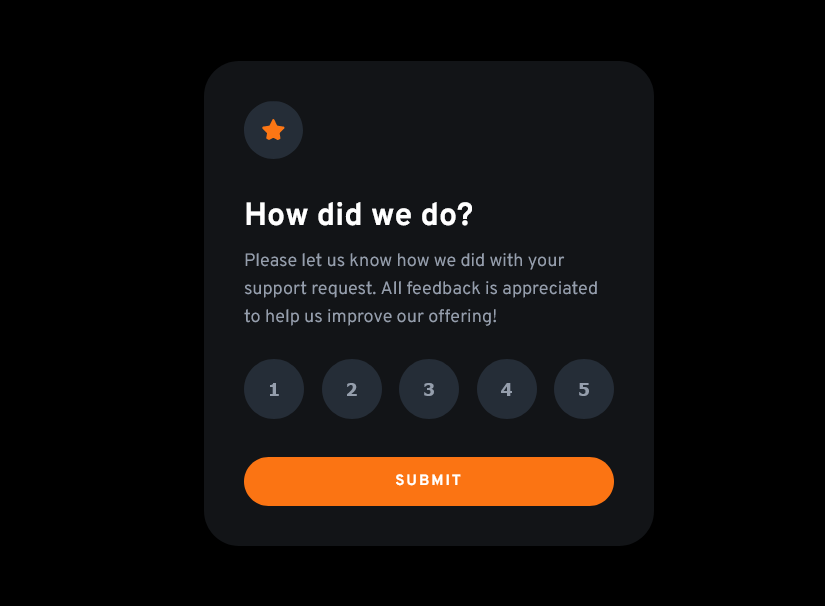 How did we do?
Please let us know how we did with your
support request. All feedback is appreciated
to help us improve our offering!
1 2 3 4 5
SUBMIT